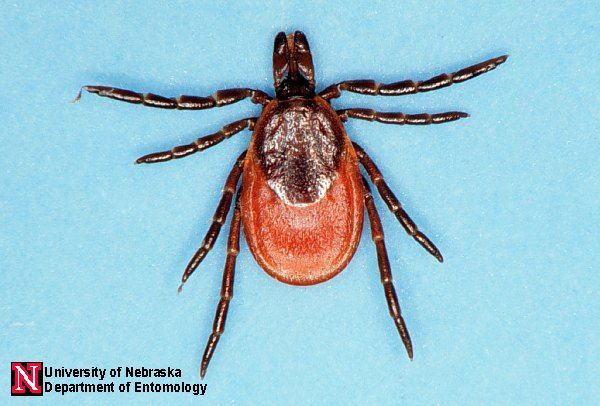 N
University of Nebraska
Department of Entomology